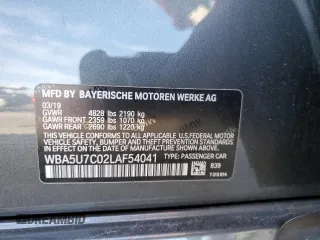 MFD BY BAYERISCHE MOTOREN WERKE AG
03/19
GVWR 4828 lbs 2190 kg
GAWR FRONT 2359 lbs 1070 kg
GAWR REAR 2690 lbs 1220 kg
THIS VEHICLE CONFORMS TO ALL APPLICABLE
U.S.FEDERAL MOTOR VEHICLE SAFETY, BUMPER
AND THEFT PREVENTION STANDARDS IN EFFECT ON
THE DATE OF MANUFACTURE SHOWN ABOVE.
WBA5U7C02LAF54041 TYPE: PASSENGER CAR
839
DREAMBID